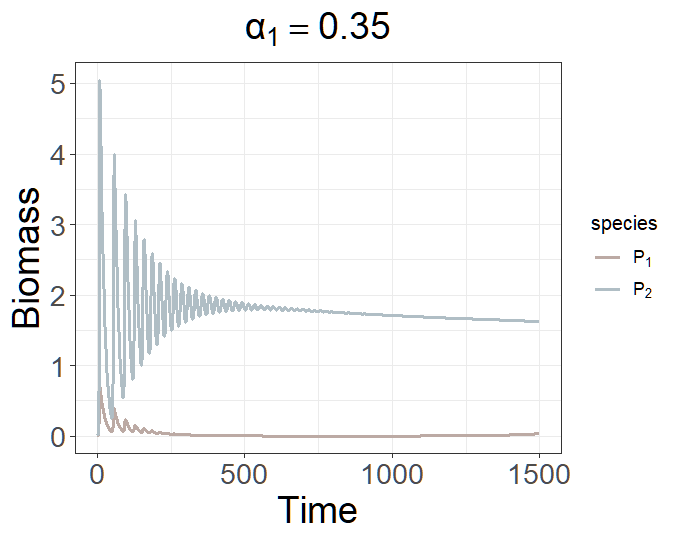 α₁ = 0.35
Biomass
5
4
3
2
1
0
0 500 1000 1500
Time
species
P₁
P₂